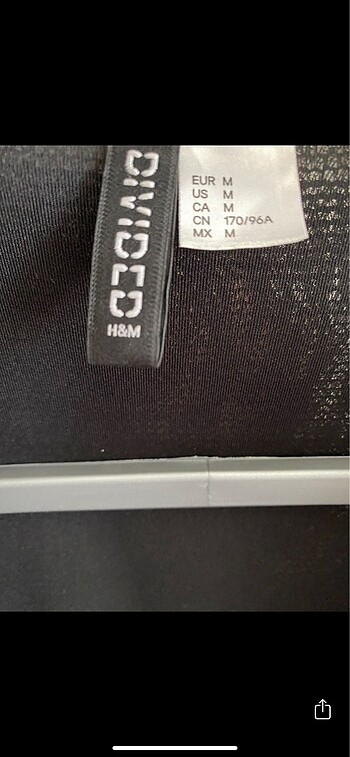 DIVIDED
H&M
EUR M
US M
CA M
CN 170/96A
MX M